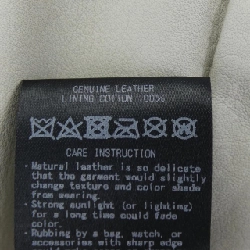 GENUINE LEATHER
LINING COTTON 100%
CARE INSTRUCTION
· Natural leather is so delicate
that the garment would slightly
change texture and color shade
from wearing.
· Strong sunlight (or lighting)
for a long time could fade
color.
· Rubbing by a bag, watch, or
accessories with sharp edge